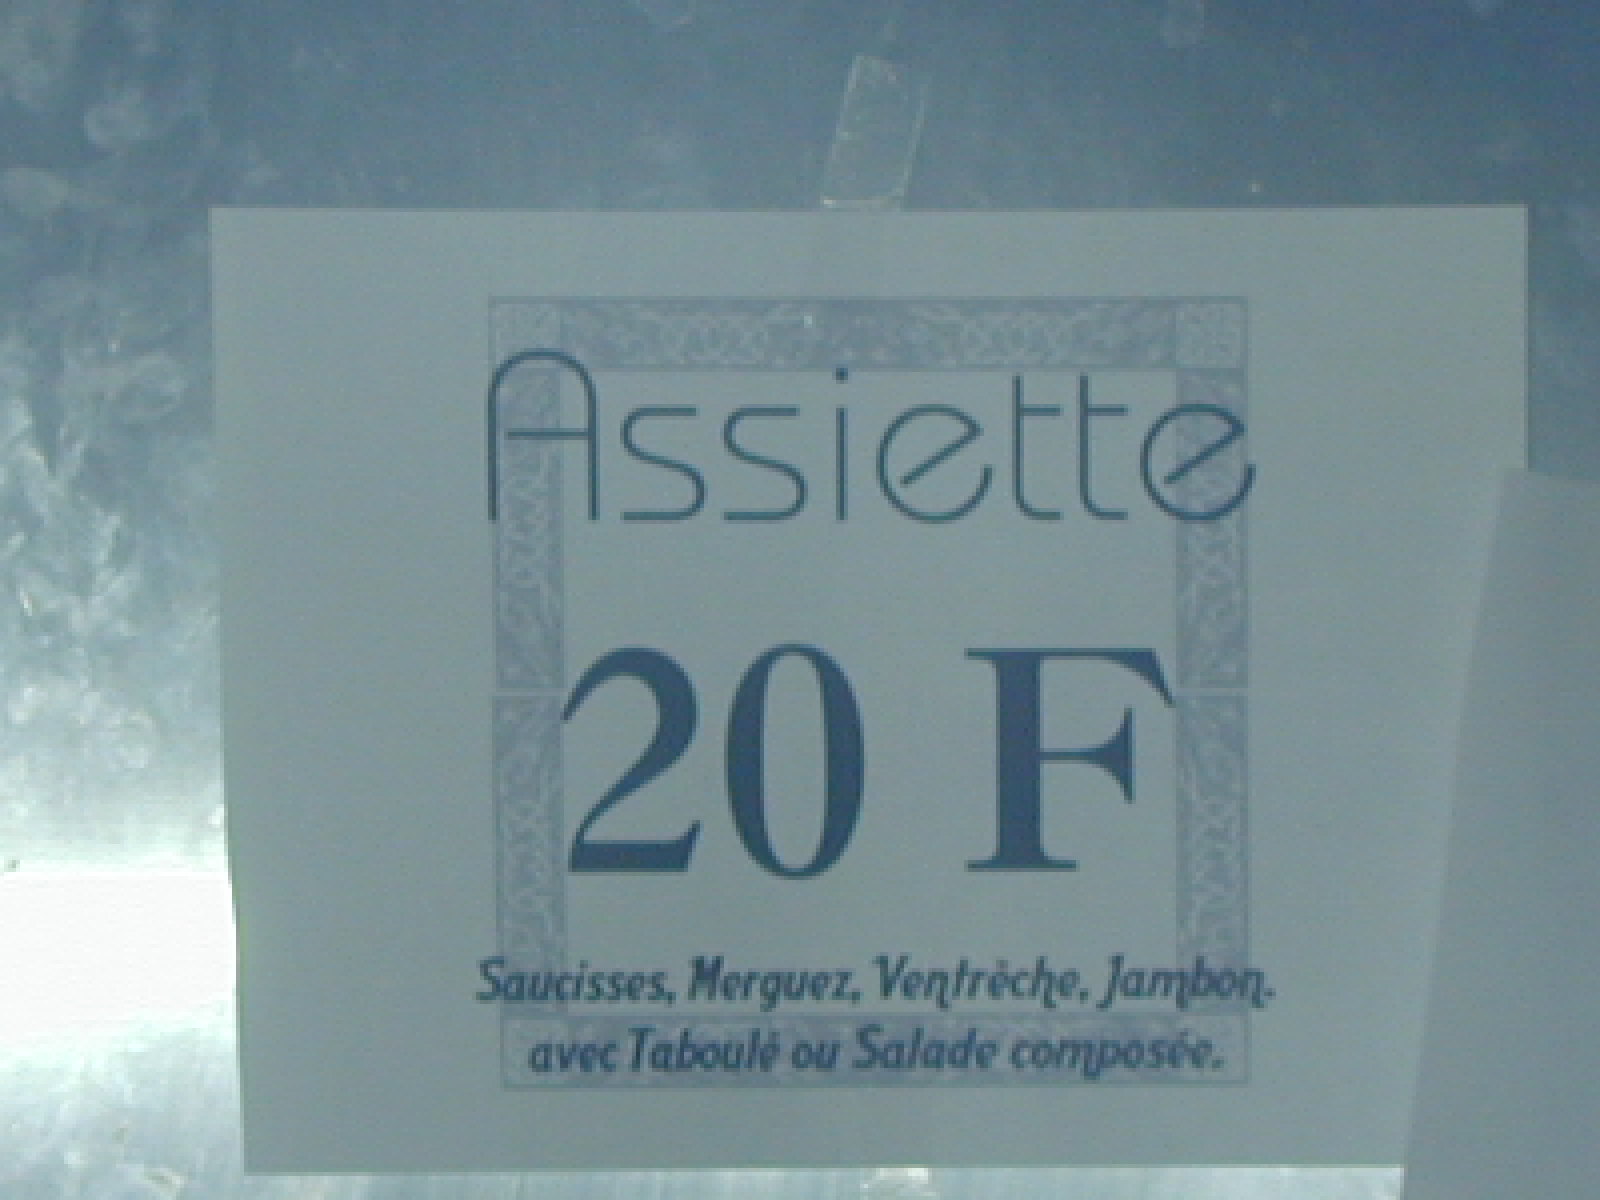 Assiette
20 F
Saucisses, Merguez, Ventrèche, Jambon.
avec Taboulé ou Salade composée.